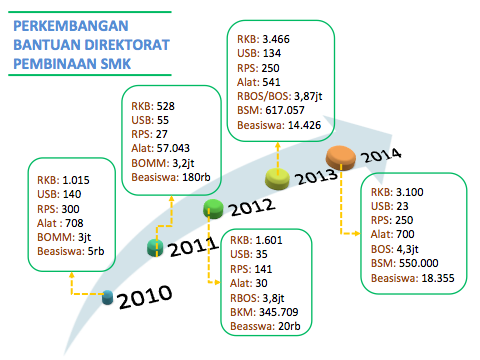 PERKEMBANGAN
BANTUAN DIREKTORAT
PEMBINAAN SMK
RKB: 1.015
USB: 140
RPS: 300
Alat : 708
BOMM: 3jt
Beasiswa: 5rb
2010
RKB: 528
USB: 55
RPS: 27
Alat: 57.043
BOMM: 3,2jt
Beasiswa: 180rb
2011
RKB: 1.601
USB: 35
RPS: 141
Alat: 30
RBOS: 3,8jt
BKM: 345.709
Beasswa: 20rb
2012
RKB: 3.466
USB: 134
RPS: 250
Alat: 541
RBOS/BOS: 3,87jt
BSM: 617.057
Beasiswa: 14.426
2013
RKB: 3.100
USB: 23
RPS: 250
Alat: 700
BOS: 4,3jt
BSM: 550.000
Beasiswa: 18.355
2014